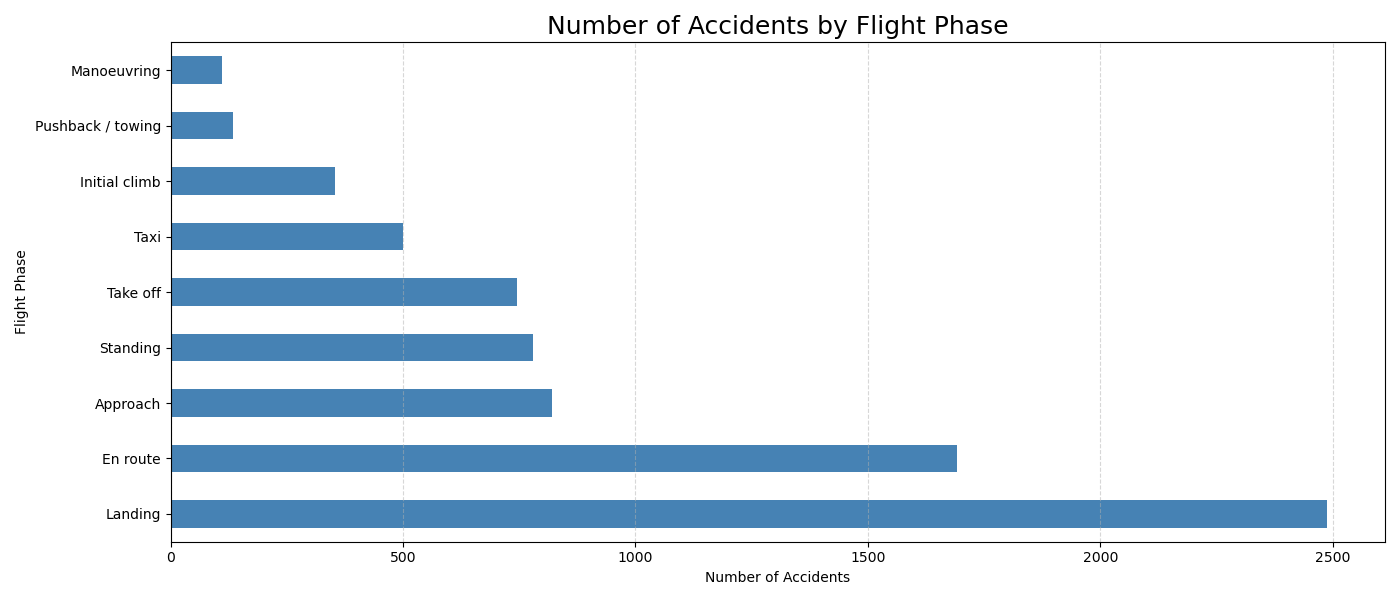 Number of Accidents by Flight Phase
Flight Phase
Manoeuvring
Pushback / towing
Initial climb
Taxi
Take off
Standing
Approach
En route
Landing
0 500 1000 1500 2000 2500
Number of Accidents